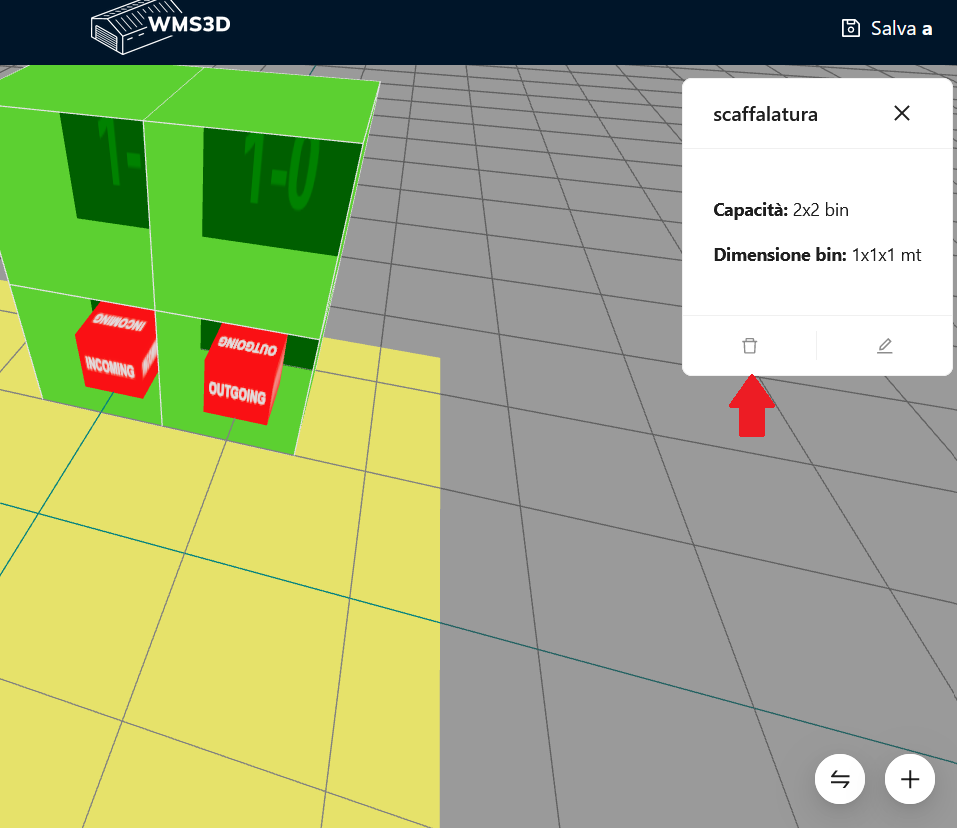 WMS3D
Salva a
scaffalatura
Capacità: 2x2 bin
Dimensione bin: 1x1x1 mt
1-
1-0
INCOMING
INCOMING
OUTGOING
OUTGOING